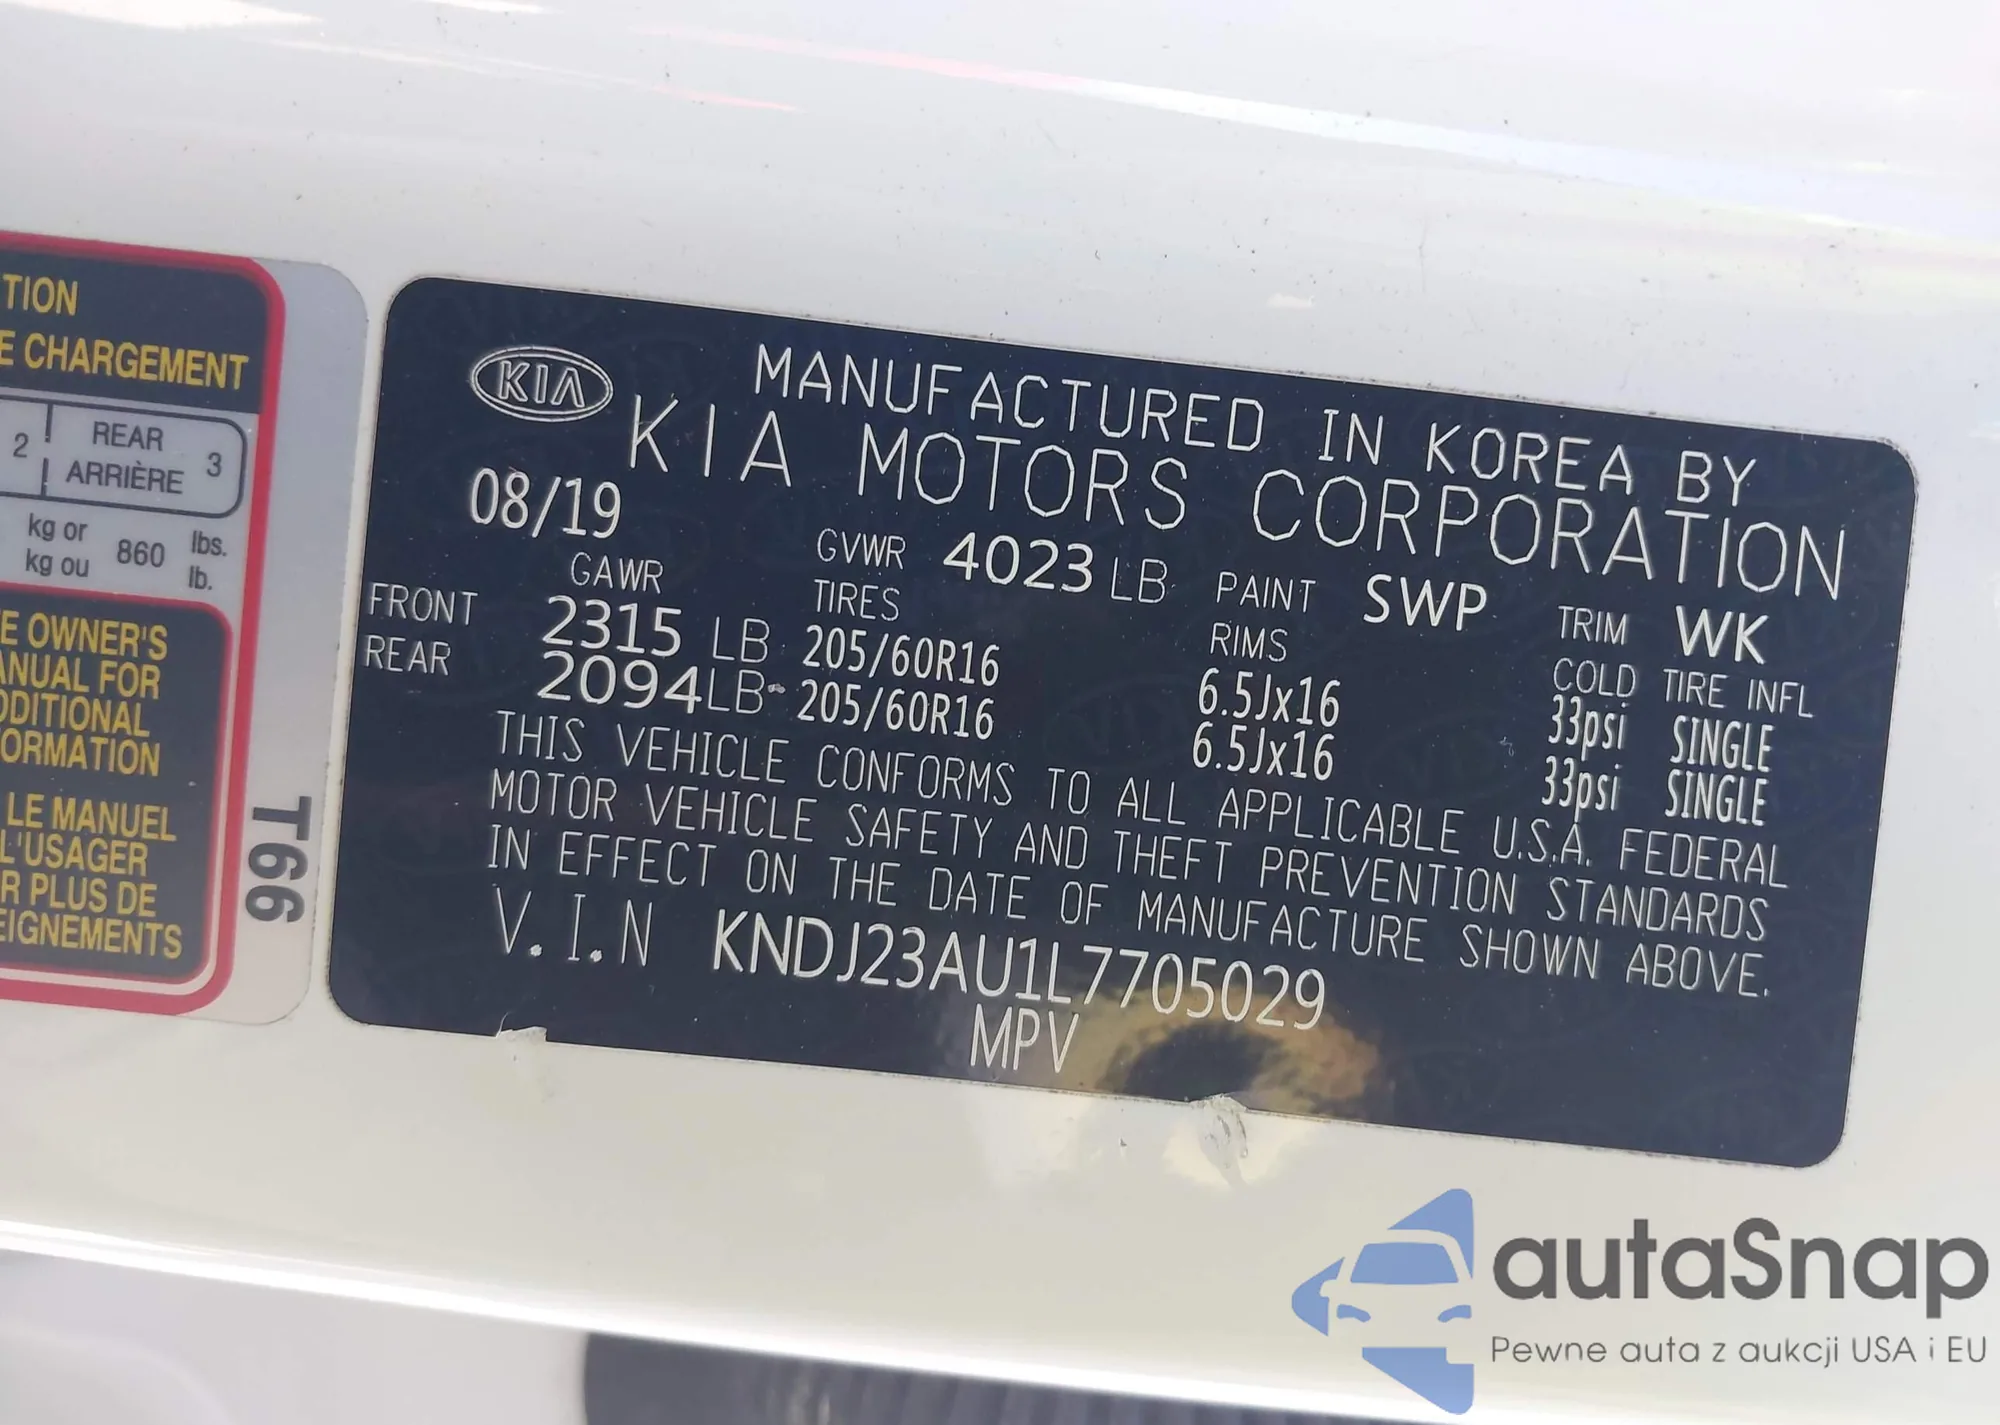 TION
E CHARGEMENT
2 REAR 3
ARRIÈRE
kg or 860 lbs.
kg ou lb.
E OWNER'S
ANUAL FOR
DDITIONAL
ORMATION
LE MANUEL
L'USAGER
R PLUS DE
EIGNEMENTS
T66
KIA
MANUFACTURED IN KOREA BY
KIA MOTORS CORPORATION
08/19 GVWR 4023 LB PAINT SWP TRIM WK
GAWR TIRES RIMS COLD TIRE INFL
FRONT 2315 LB 205/60R16 6.5Jx16 33psi SINGLE
REAR 2094 LB 205/60R16 6.5Jx16 33psi SINGLE
THIS VEHICLE CONFORMS TO ALL APPLICABLE U.S.A. FEDERAL
MOTOR VEHICLE SAFETY AND THEFT PREVENTION STANDARDS
IN EFFECT ON THE DATE OF MANUFACTURE SHOWN ABOVE.
V.I.N KNDJ23AU1L7705029
MPV
autaSnap
Pewne auta z aukcji USA i EU